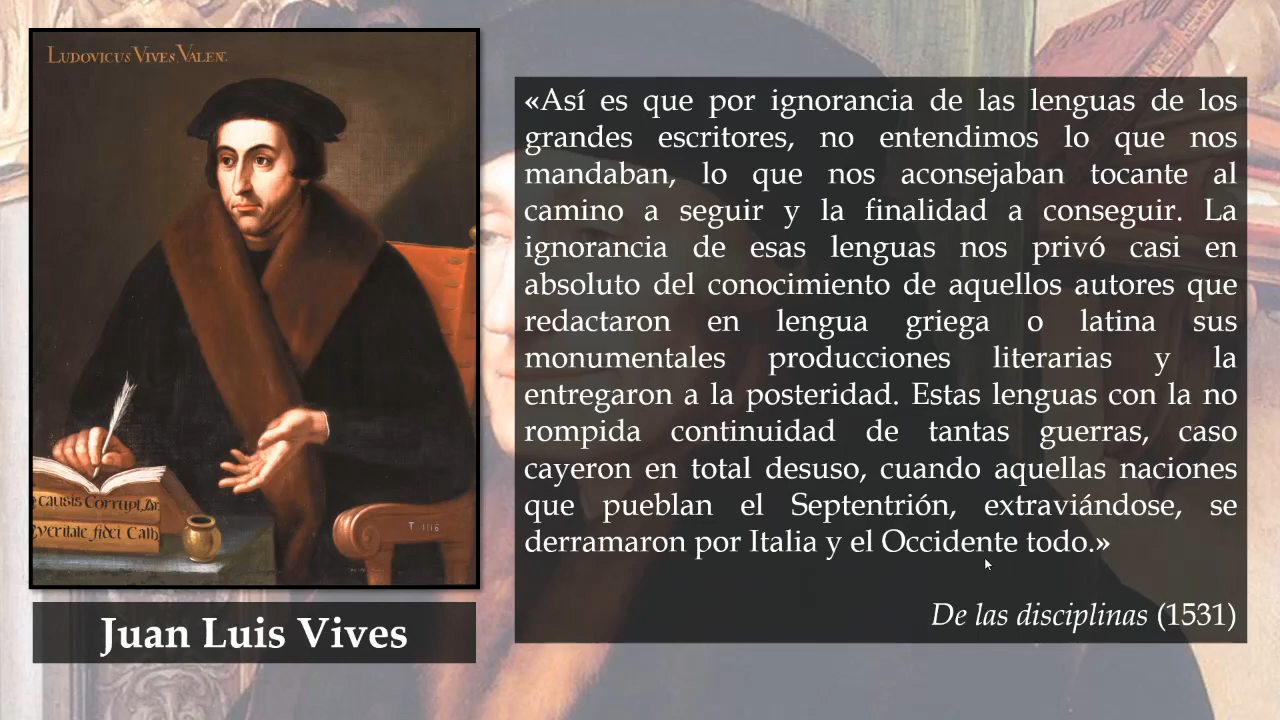 LUDOVICUS VIVES, VALEN.
causis Corrupt. Ar.
veritate fidei Cath.
T 1116
Juan Luis Vives
«Así es que por ignorancia de las lenguas de los
grandes escritores, no entendimos lo que nos
mandaban, lo que nos aconsejaban tocante al
camino a seguir y la finalidad a conseguir. La
ignorancia de esas lenguas nos privó casi en
absoluto del conocimiento de aquellos autores que
redactaron en lengua griega o latina sus
monumentales producciones literarias y la
entregaron a la posteridad. Estas lenguas con la no
rompida continuidad de tantas guerras, caso
cayeron en total desuso, cuando aquellas naciones
que pueblan el Septentrión, extraviándose, se
derramaron por Italia y el Occidente todo.»
De las disciplinas (1531)